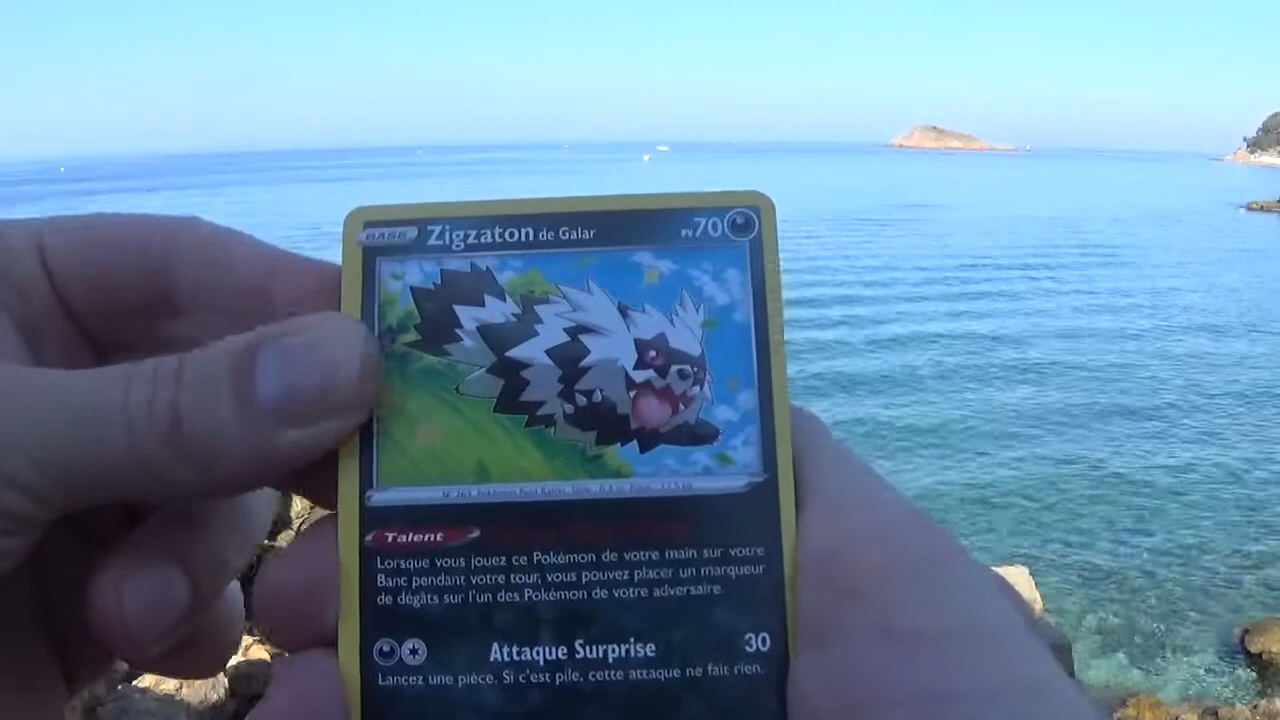 BASE Zigzaton de Galar PV 70
Talent
Lorsque vous jouez ce Pokémon de votre main sur votre
Banc pendant votre tour, vous pouvez placer un marqueur
de dégâts sur l'un des Pokémon de votre adversaire.
Attaque Surprise 30
Lancez une pièce. Si c'est pile, cette attaque ne fait rien.